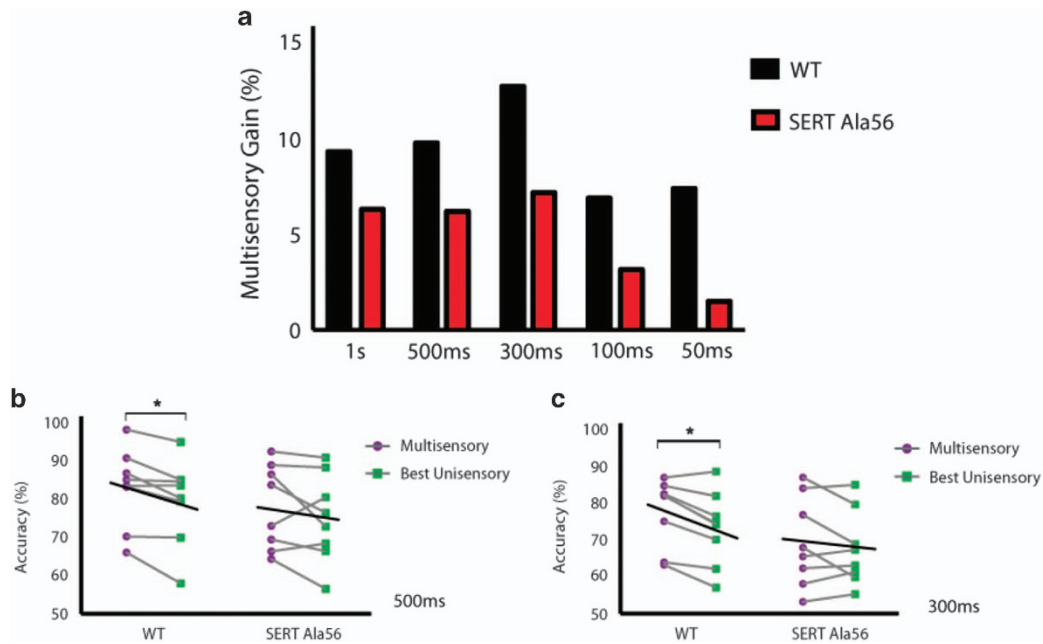 a
Multisensory Gain (%)
15
10
5
0
1s 500ms 300ms 100ms 50ms
WT
SERT Ala56
b
Accuracy (%)
100
90
80
70
60
50
*
WT SERT Ala56
Multisensory
Best Unisensory
500ms
c
Accuracy (%)
100
90
80
70
60
50
*
WT SERT Ala56
Multisensory
Best Unisensory
300ms